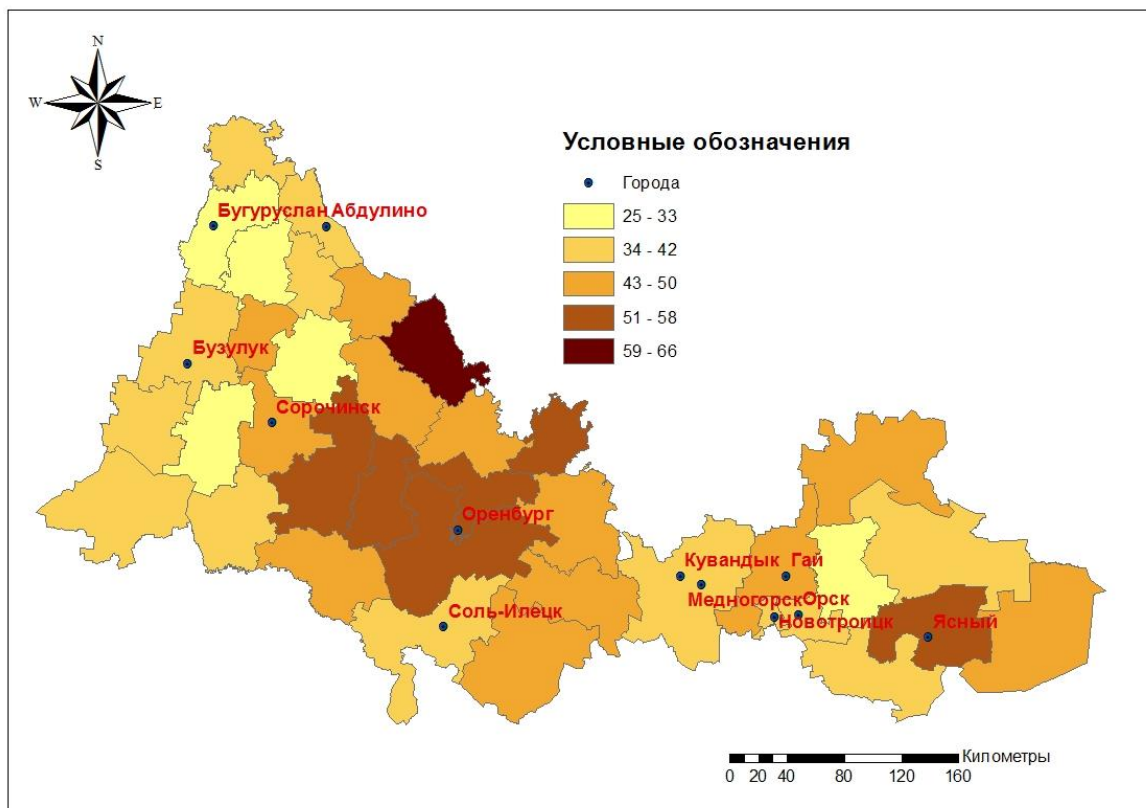 N
W E
S
Условные обозначения
Города
25 - 33
34 - 42
43 - 50
51 - 58
59 - 66
Бугуруслан Абдулино
Бузулук
Сорочинск
Оренбург
Кувандык Гай
Медногорск Орск
Новотроицк Ясный
Соль-Илецк
Километры
0 20 40 80 120 160